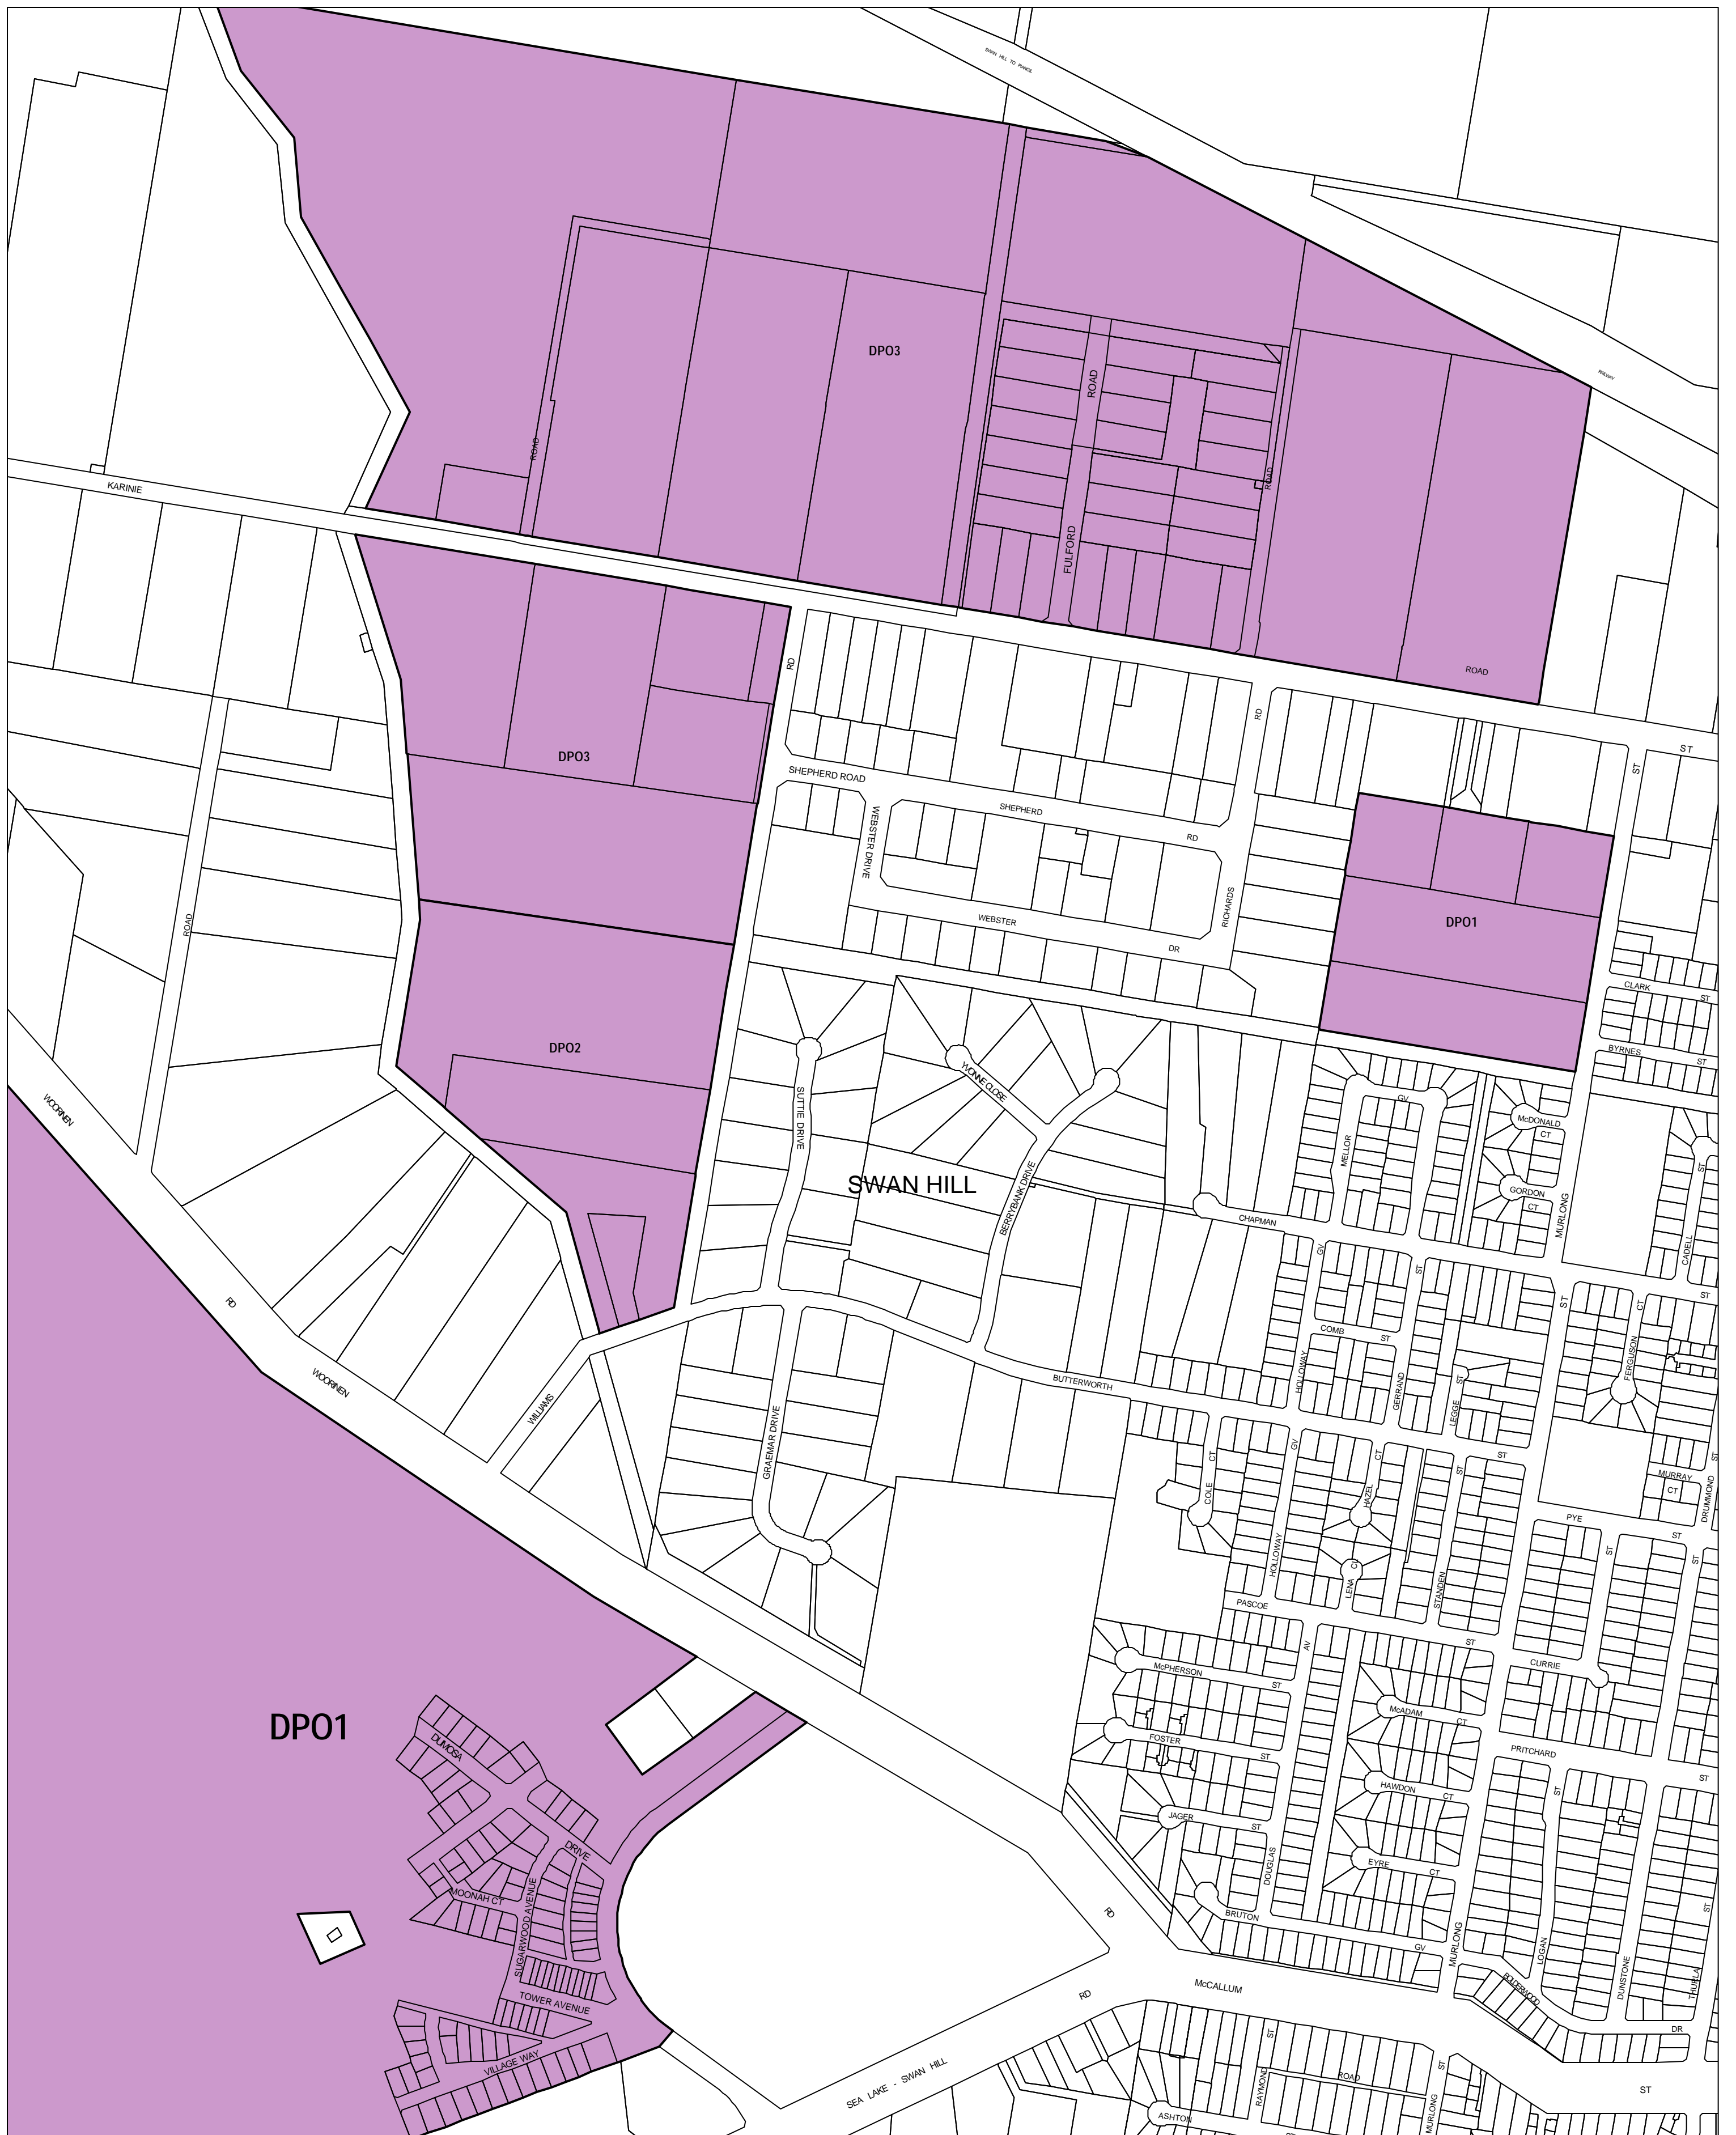 SWAN HILL TO PIANGIL
RAILWAY
DPO3
ROAD
ROAD
ROAD
FULFORD
KARINIE
ROAD
ST
RD
RD
ST
DPO3
SHEPHERD ROAD
SHEPHERD
RD
WEBSTER DRIVE
WEBSTER
DR
RICHARDS
DPO1
ROAD
CLARK
ST
BYRNES
ST
DPO2
WOORINEN
SUTTIE DRIVE
YVONNE CLOSE
GV
McDONALD
CT
MELLOR
SWAN HILL
BERRYBANK DRIVE
GORDON
CT
MURLONG
ST
CHAPMAN
GV
CADELL
ST
ST
CT
ST
RD
COMB
ST
FERGUSON
WOORINEN
WILLIAMS
BUTTERWORTH
HOLLOWAY
GERRAND
LEGGE
ST
GRAEMAR DRIVE
GV
CT
CT
ST
ST
ST
COLE
HAZEL
MURRAY
CT
DRUMMOND
PYE
ST
ST
ST
HOLLOWAY
LENA
CT
STANDEN
PASCOE
AV
ST
McPHERSON
ST
CURRIE
DPO1
DUMOSA
McADAM
CT
FOSTER
ST
PRITCHARD
ST
HAWDON
CT
ST
JAGER
ST
DRIVE
DOUGLAS
EYRE
CT
MOONAH CT
SUGARWOOD AVENUE
RD
BRUTON
GV
ST
MURLONG
LOGAN
DUNSTONE
THURLA
McCALLUM
BOLDERWOOD
RD
TOWER AVENUE
DR
VILLAGE WAY
SEA LAKE - SWAN HILL
ST
ROAD
ST
ST
RAYMOND
MURLONG
ASHTON
ST